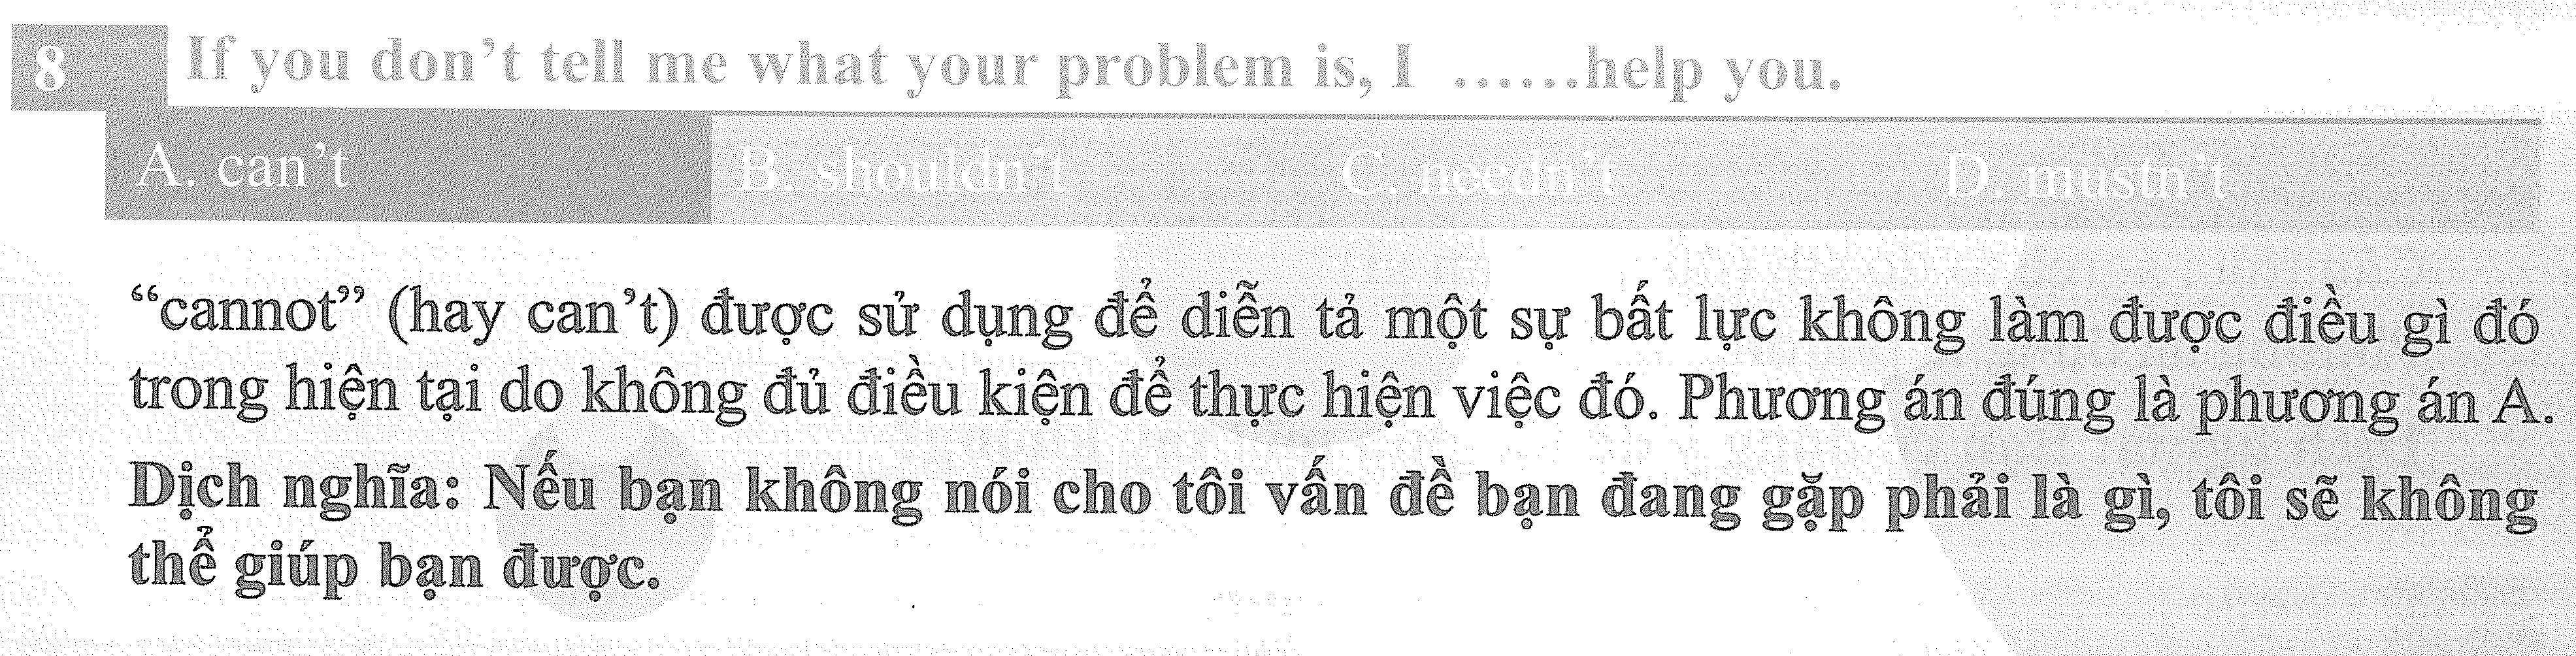 8 If you don't tell me what your problem is, I ......help you.
A. can't B. shouldn't C. needn't D. mustn't
“cannot” (hay can't) được sử dụng để diễn tả một sự bất lực không làm được điều gì đó
trong hiện tại do không đủ điều kiện để thực hiện việc đó. Phương án đúng là phương án A.
Dịch nghĩa: Nếu bạn không nói cho tôi vấn đề bạn đang gặp phải là gì, tôi sẽ không
thể giúp bạn được.